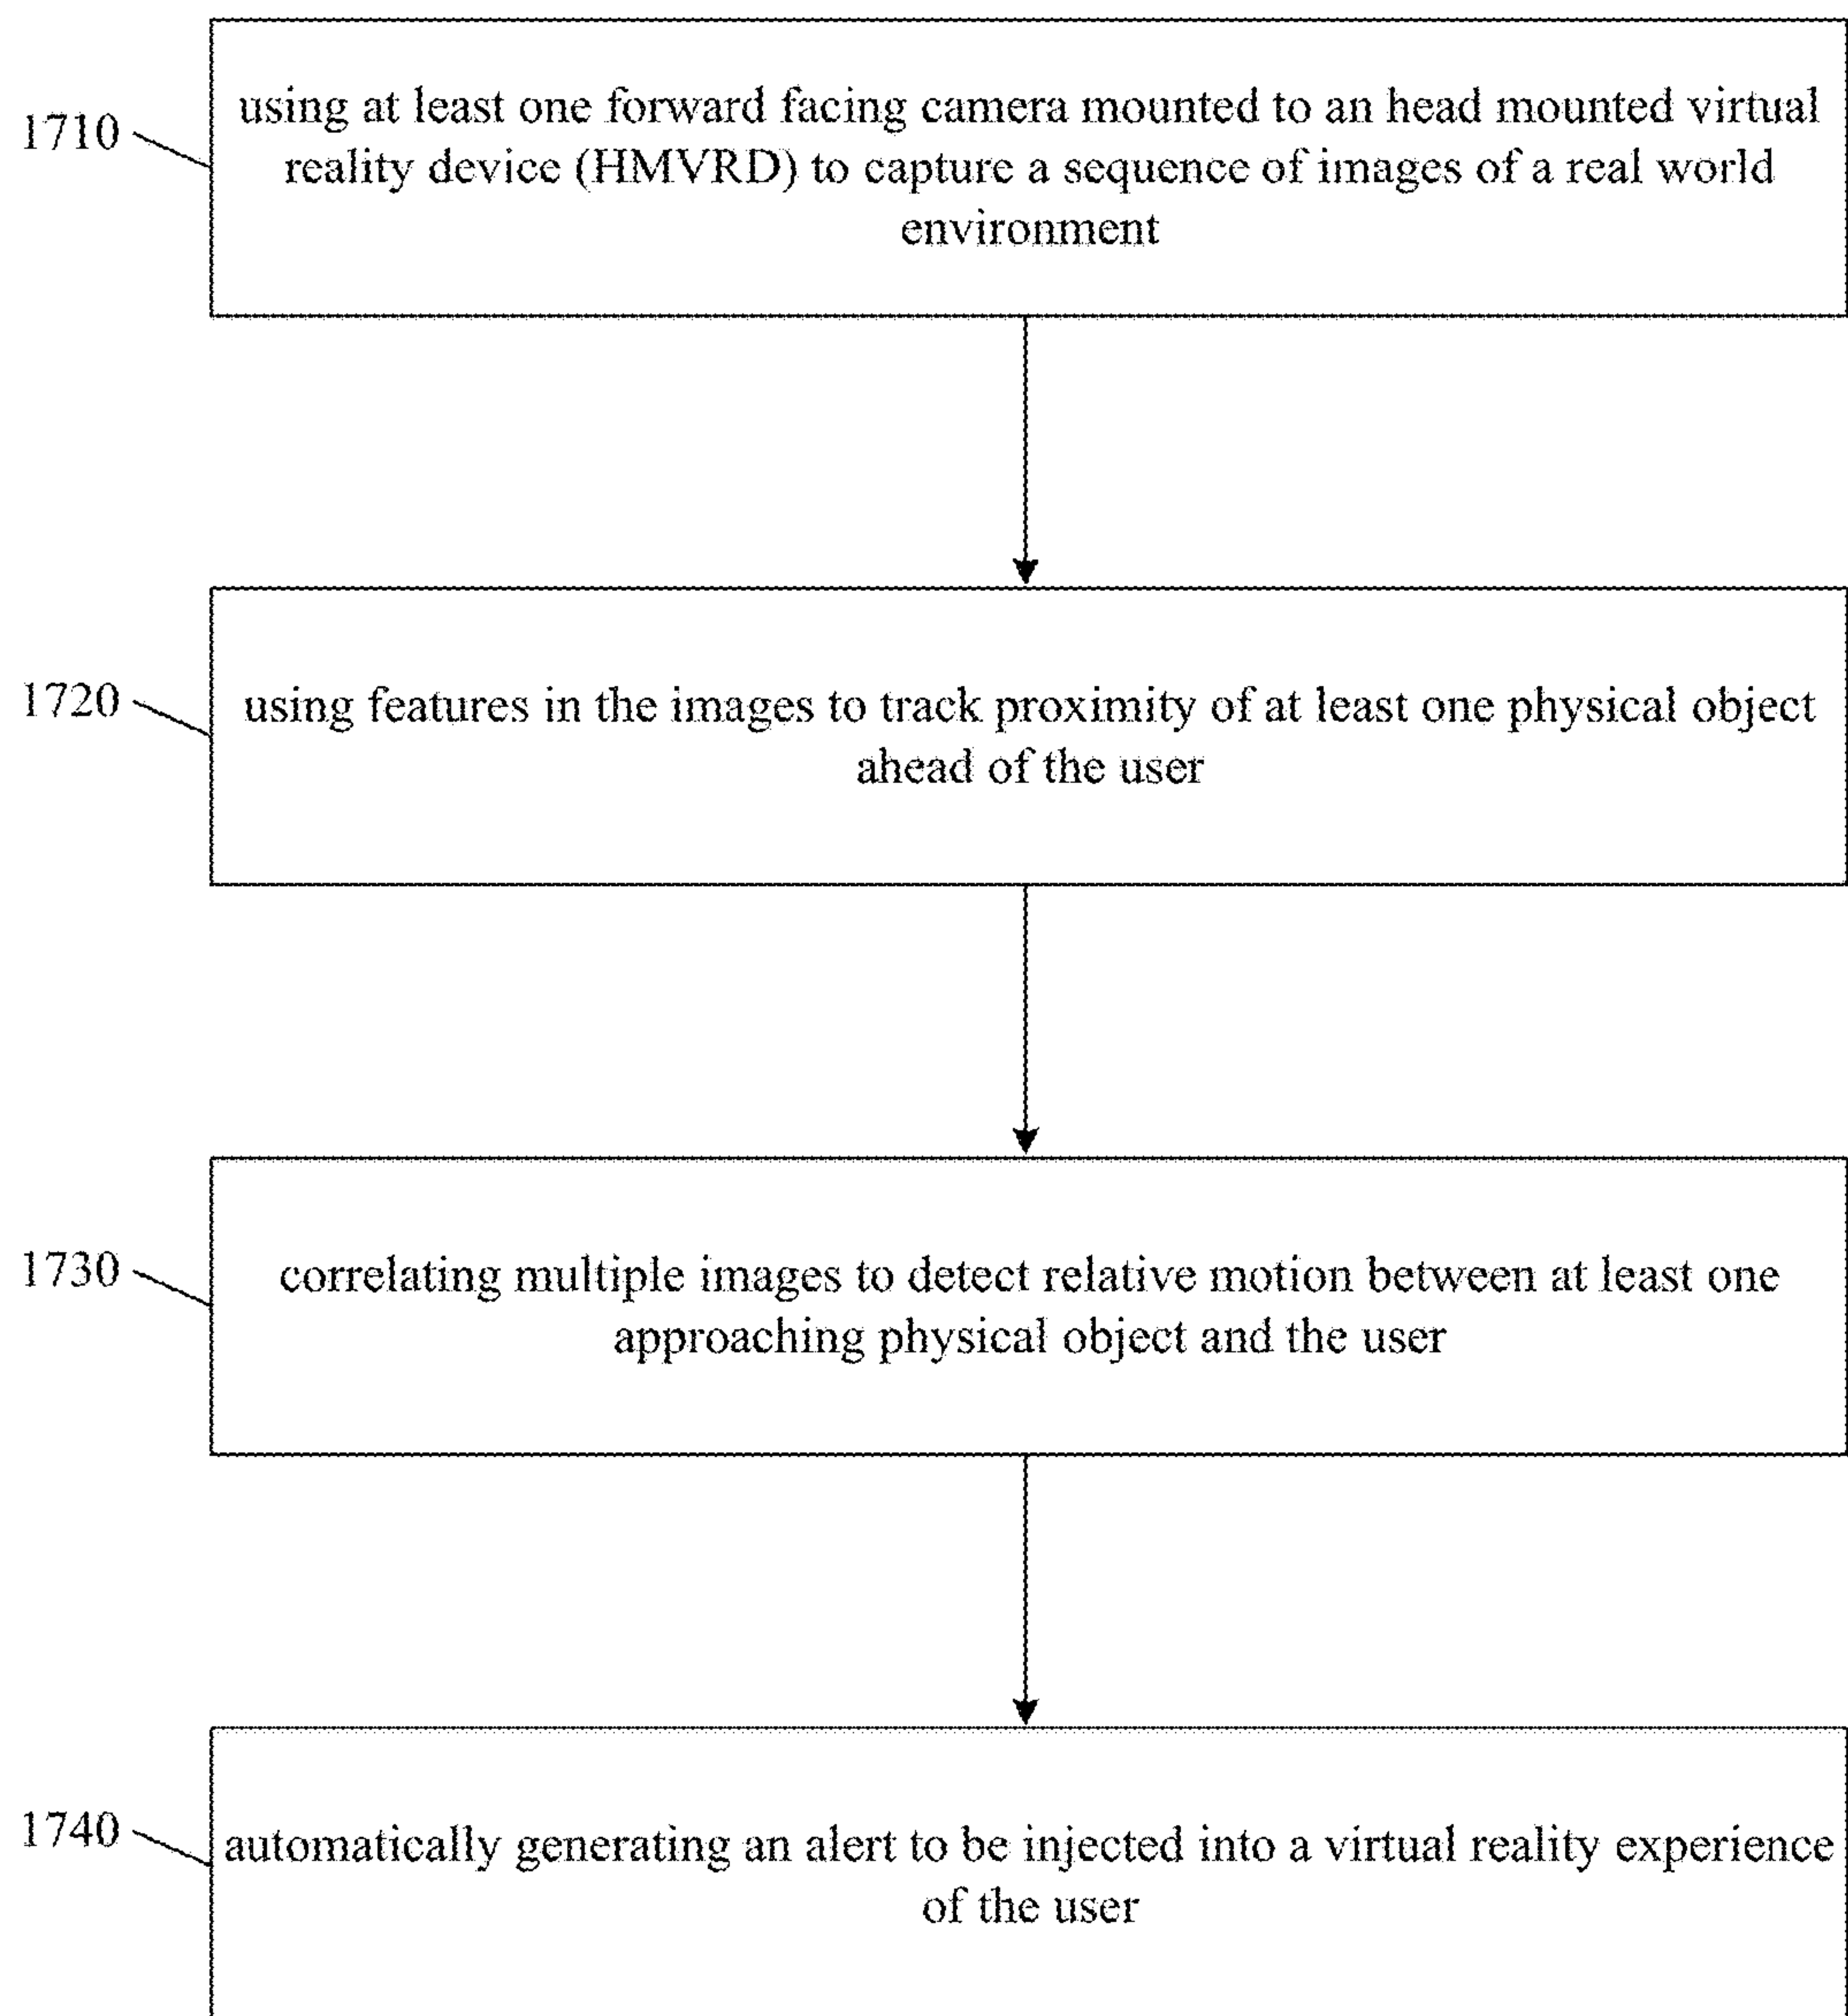 1710
using at least one forward facing camera mounted to an head mounted virtual
reality device (HMVRD) to capture a sequence of images of a real world
environment
1720
using features in the images to track proximity of at least one physical object
ahead of the user
1730
correlating multiple images to detect relative motion between at least one
approaching physical object and the user
1740
automatically generating an alert to be injected into a virtual reality experience
of the user